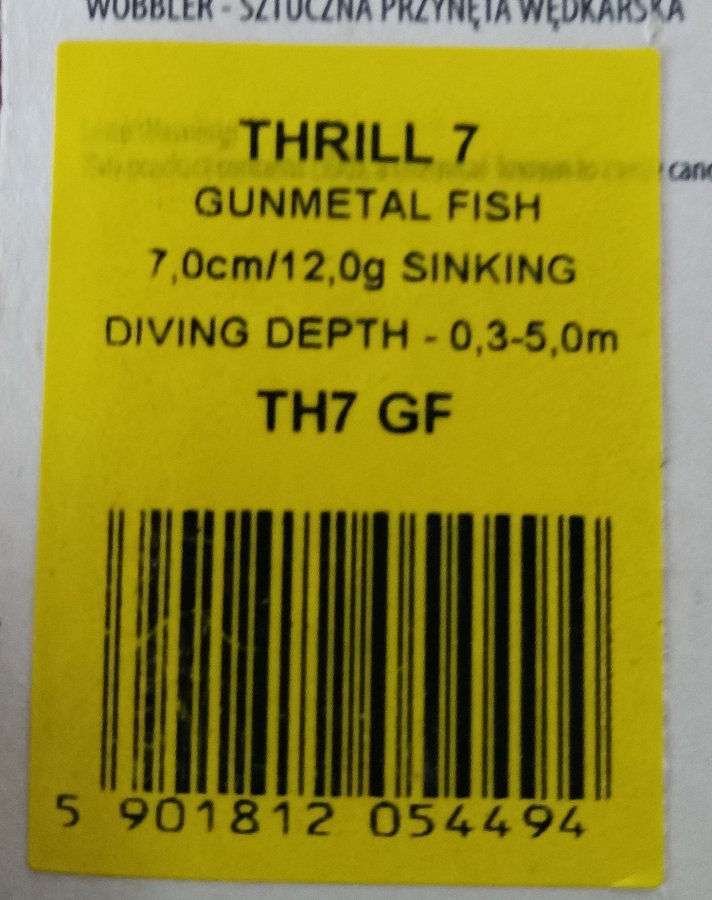 WOBBLER - SZTUCZNA PRZYNĘTA WĘDKARSKA
THRILL 7
GUNMETAL FISH
7,0cm/12,0g SINKING
DIVING DEPTH - 0,3-5,0m
TH7 GF
5 901812 054494